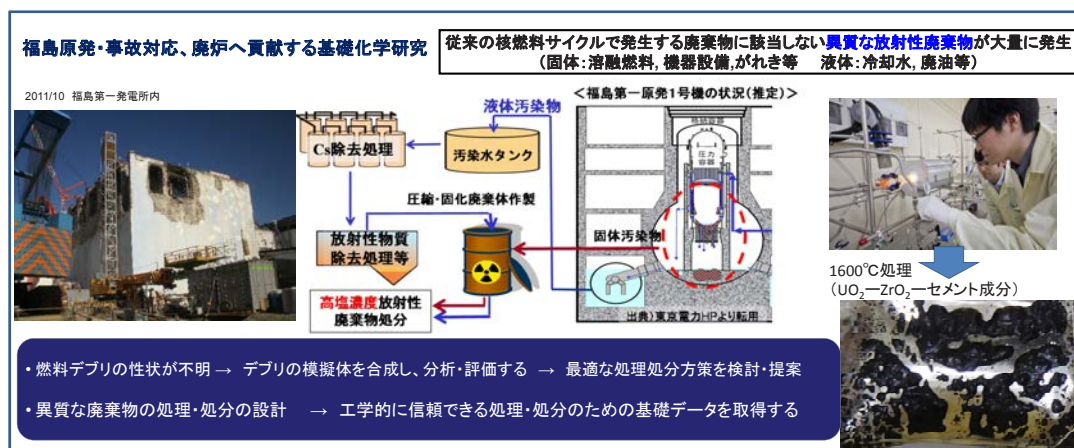 福島原発・事故対応、廃炉へ貢献する基礎化学研究
従来の核燃料サイクルで発生する廃棄物に該当しない異質な放射性廃棄物が大量に発生
（固体：溶融燃料，機器設備，がれき等　液体：冷却水，廃油等）
2011/10 福島第一発電所内
液体汚染物
Cs除去処理
汚染水タンク
圧縮・固化廃棄体作製
放射性物質
除去処理等
固体汚染物
高塩濃度放射性
廃棄物処分
＜福島第一原発1号機の状況（推定）＞
格納容器
圧力
容器
出典）東京電力HPより転用
1600℃処理
（UO₂ーZrO₂ーセメント成分）
• 燃料デブリの性状が不明 → デブリの模擬体を合成し、分析・評価する → 最適な処理処分方策を検討・提案
• 異質な廃棄物の処理・処分の設計 → 工学的に信頼できる処理・処分のための基礎データを取得する